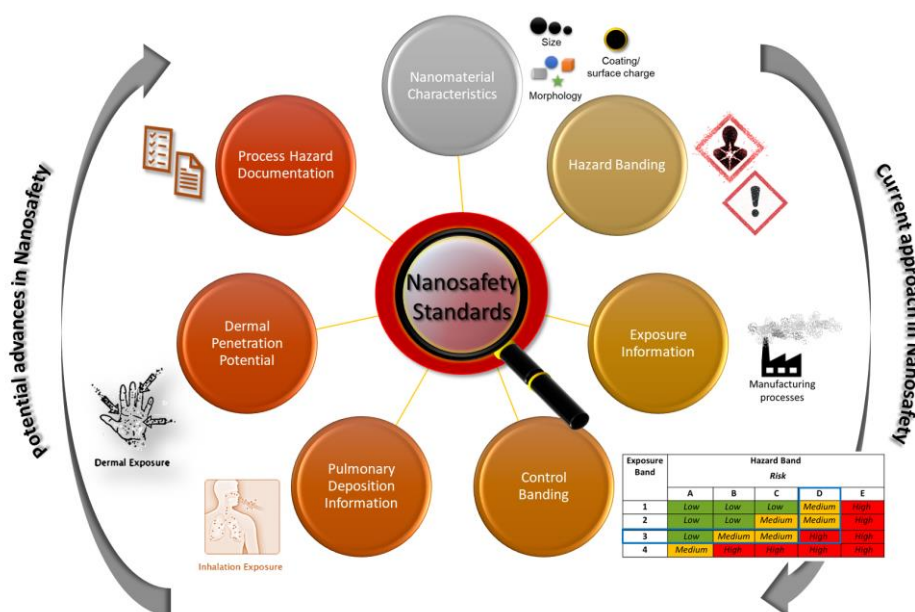 Nanomaterial
Characteristics
Size
Coating/
surface charge
Morphology
Process Hazard
Documentation
Hazard Banding
Potential advances in Nanosafety
Current approach in Nanosafety
Nanosafety
Standards
Dermal
Penetration
Potential
Exposure
Information
Manufacturing
processes
Dermal Exposure
Pulmonary
Deposition
Information
Control
Banding
Inhalation Exposure
Exposure Band Hazard Band
Risk
A B C D E
1 Low Low Low Medium High
2 Low Low Medium Medium High
3 Low Medium Medium High High
4 Medium High High High High